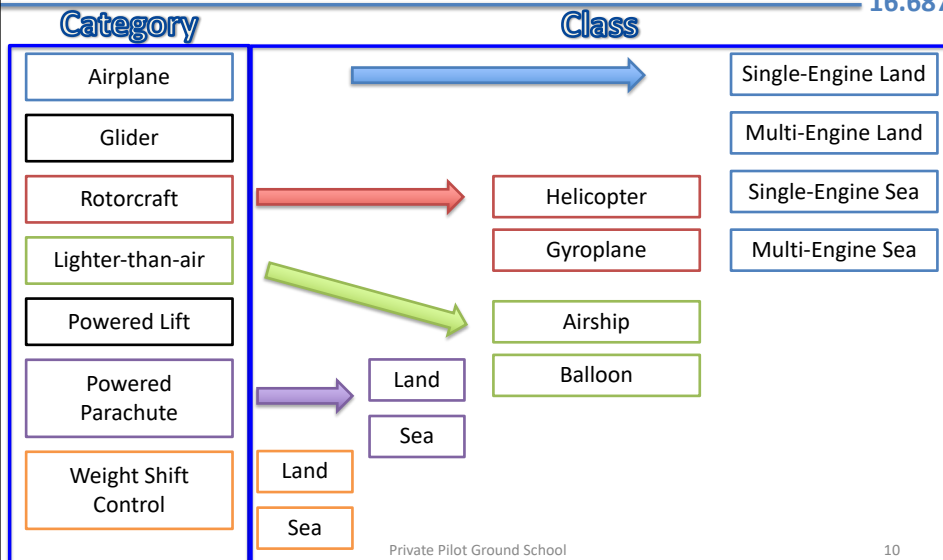 16.687
Category
Class
Airplane
Glider
Rotorcraft
Lighter-than-air
Powered Lift
Powered
Parachute
Weight Shift
Control
Single-Engine Land
Multi-Engine Land
Single-Engine Sea
Multi-Engine Sea
Helicopter
Gyroplane
Airship
Balloon
Land
Sea
Land
Sea
Private Pilot Ground School
10